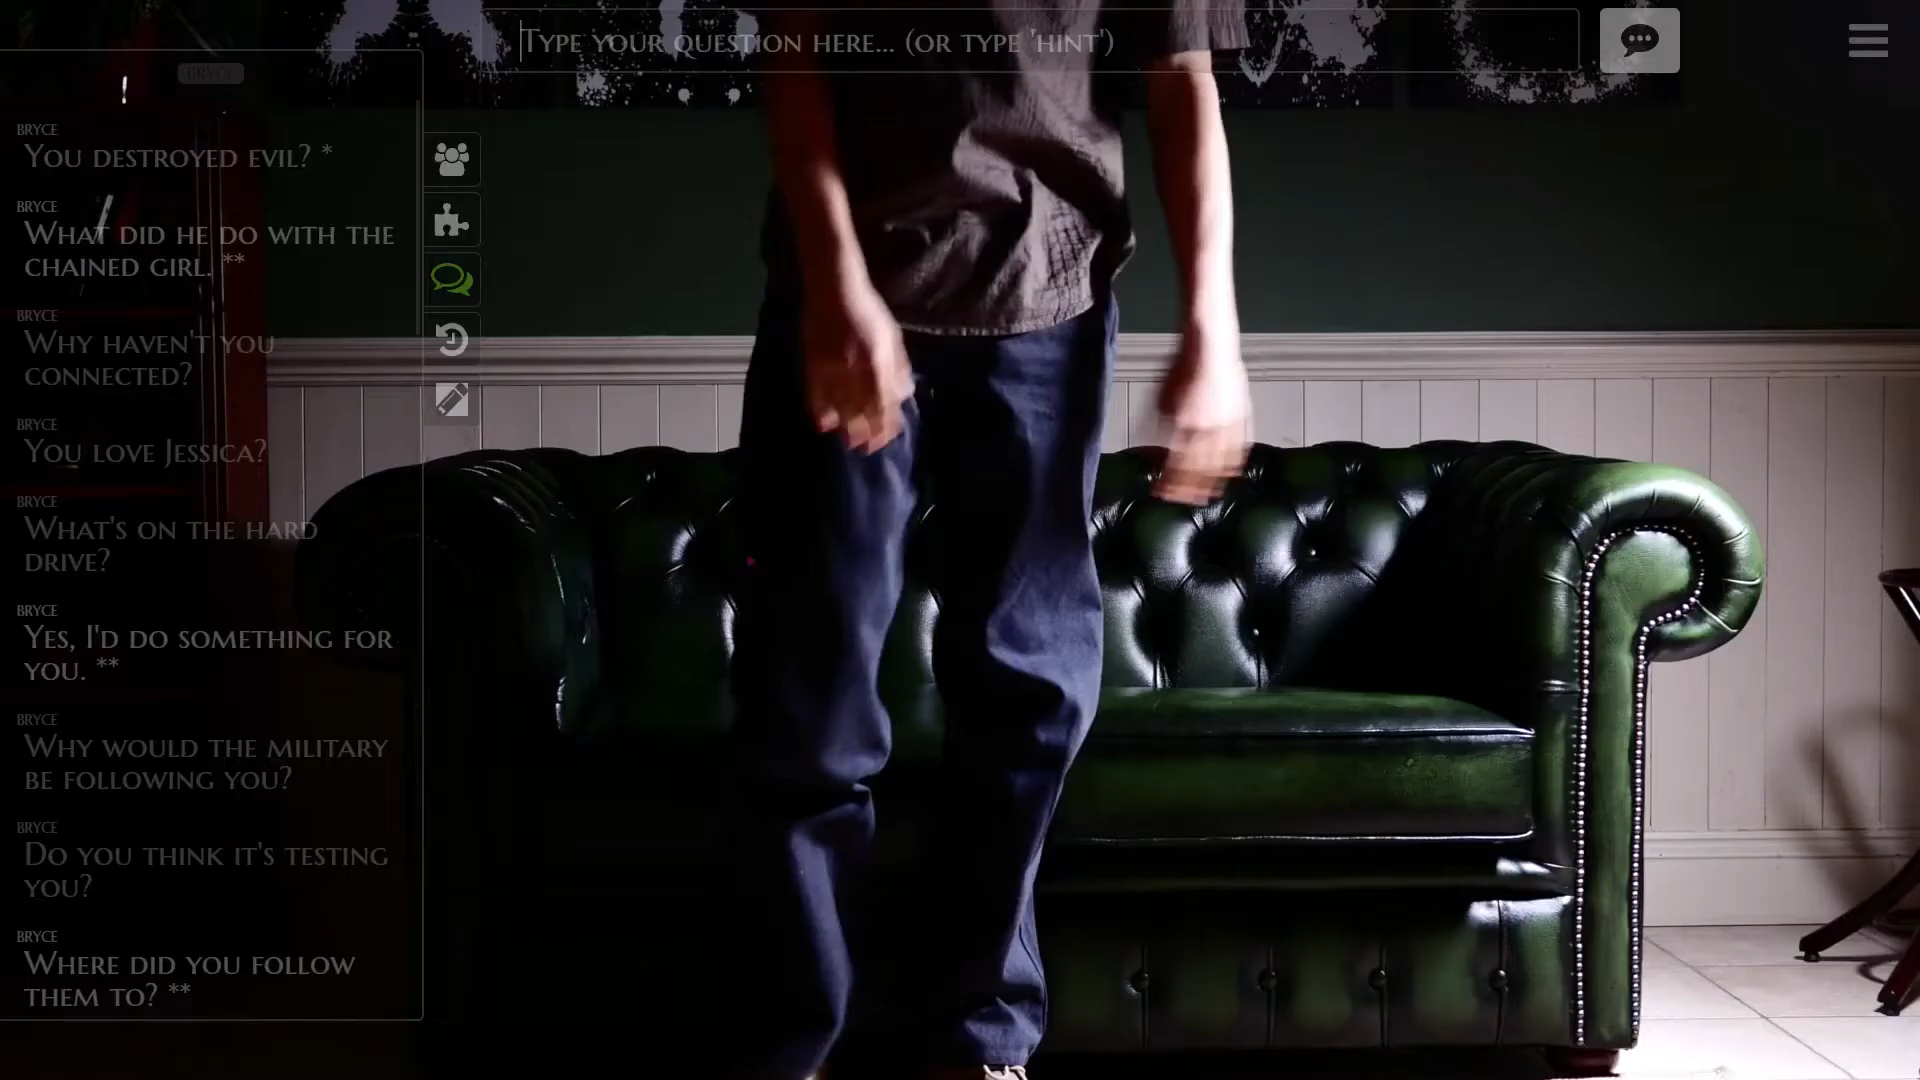 Type your question here... (or type 'hint')
BRYCE
BRYCE
You destroyed evil? *
BRYCE
What did he do with the
chained girl. **
BRYCE
Why haven't you
connected?
BRYCE
You love Jessica?
BRYCE
What's on the hard
drive?
BRYCE
Yes, I'd do something for
you. **
BRYCE
Why would the military
be following you?
BRYCE
Do you think it's testing
you?
BRYCE
Where did you follow
them to? **